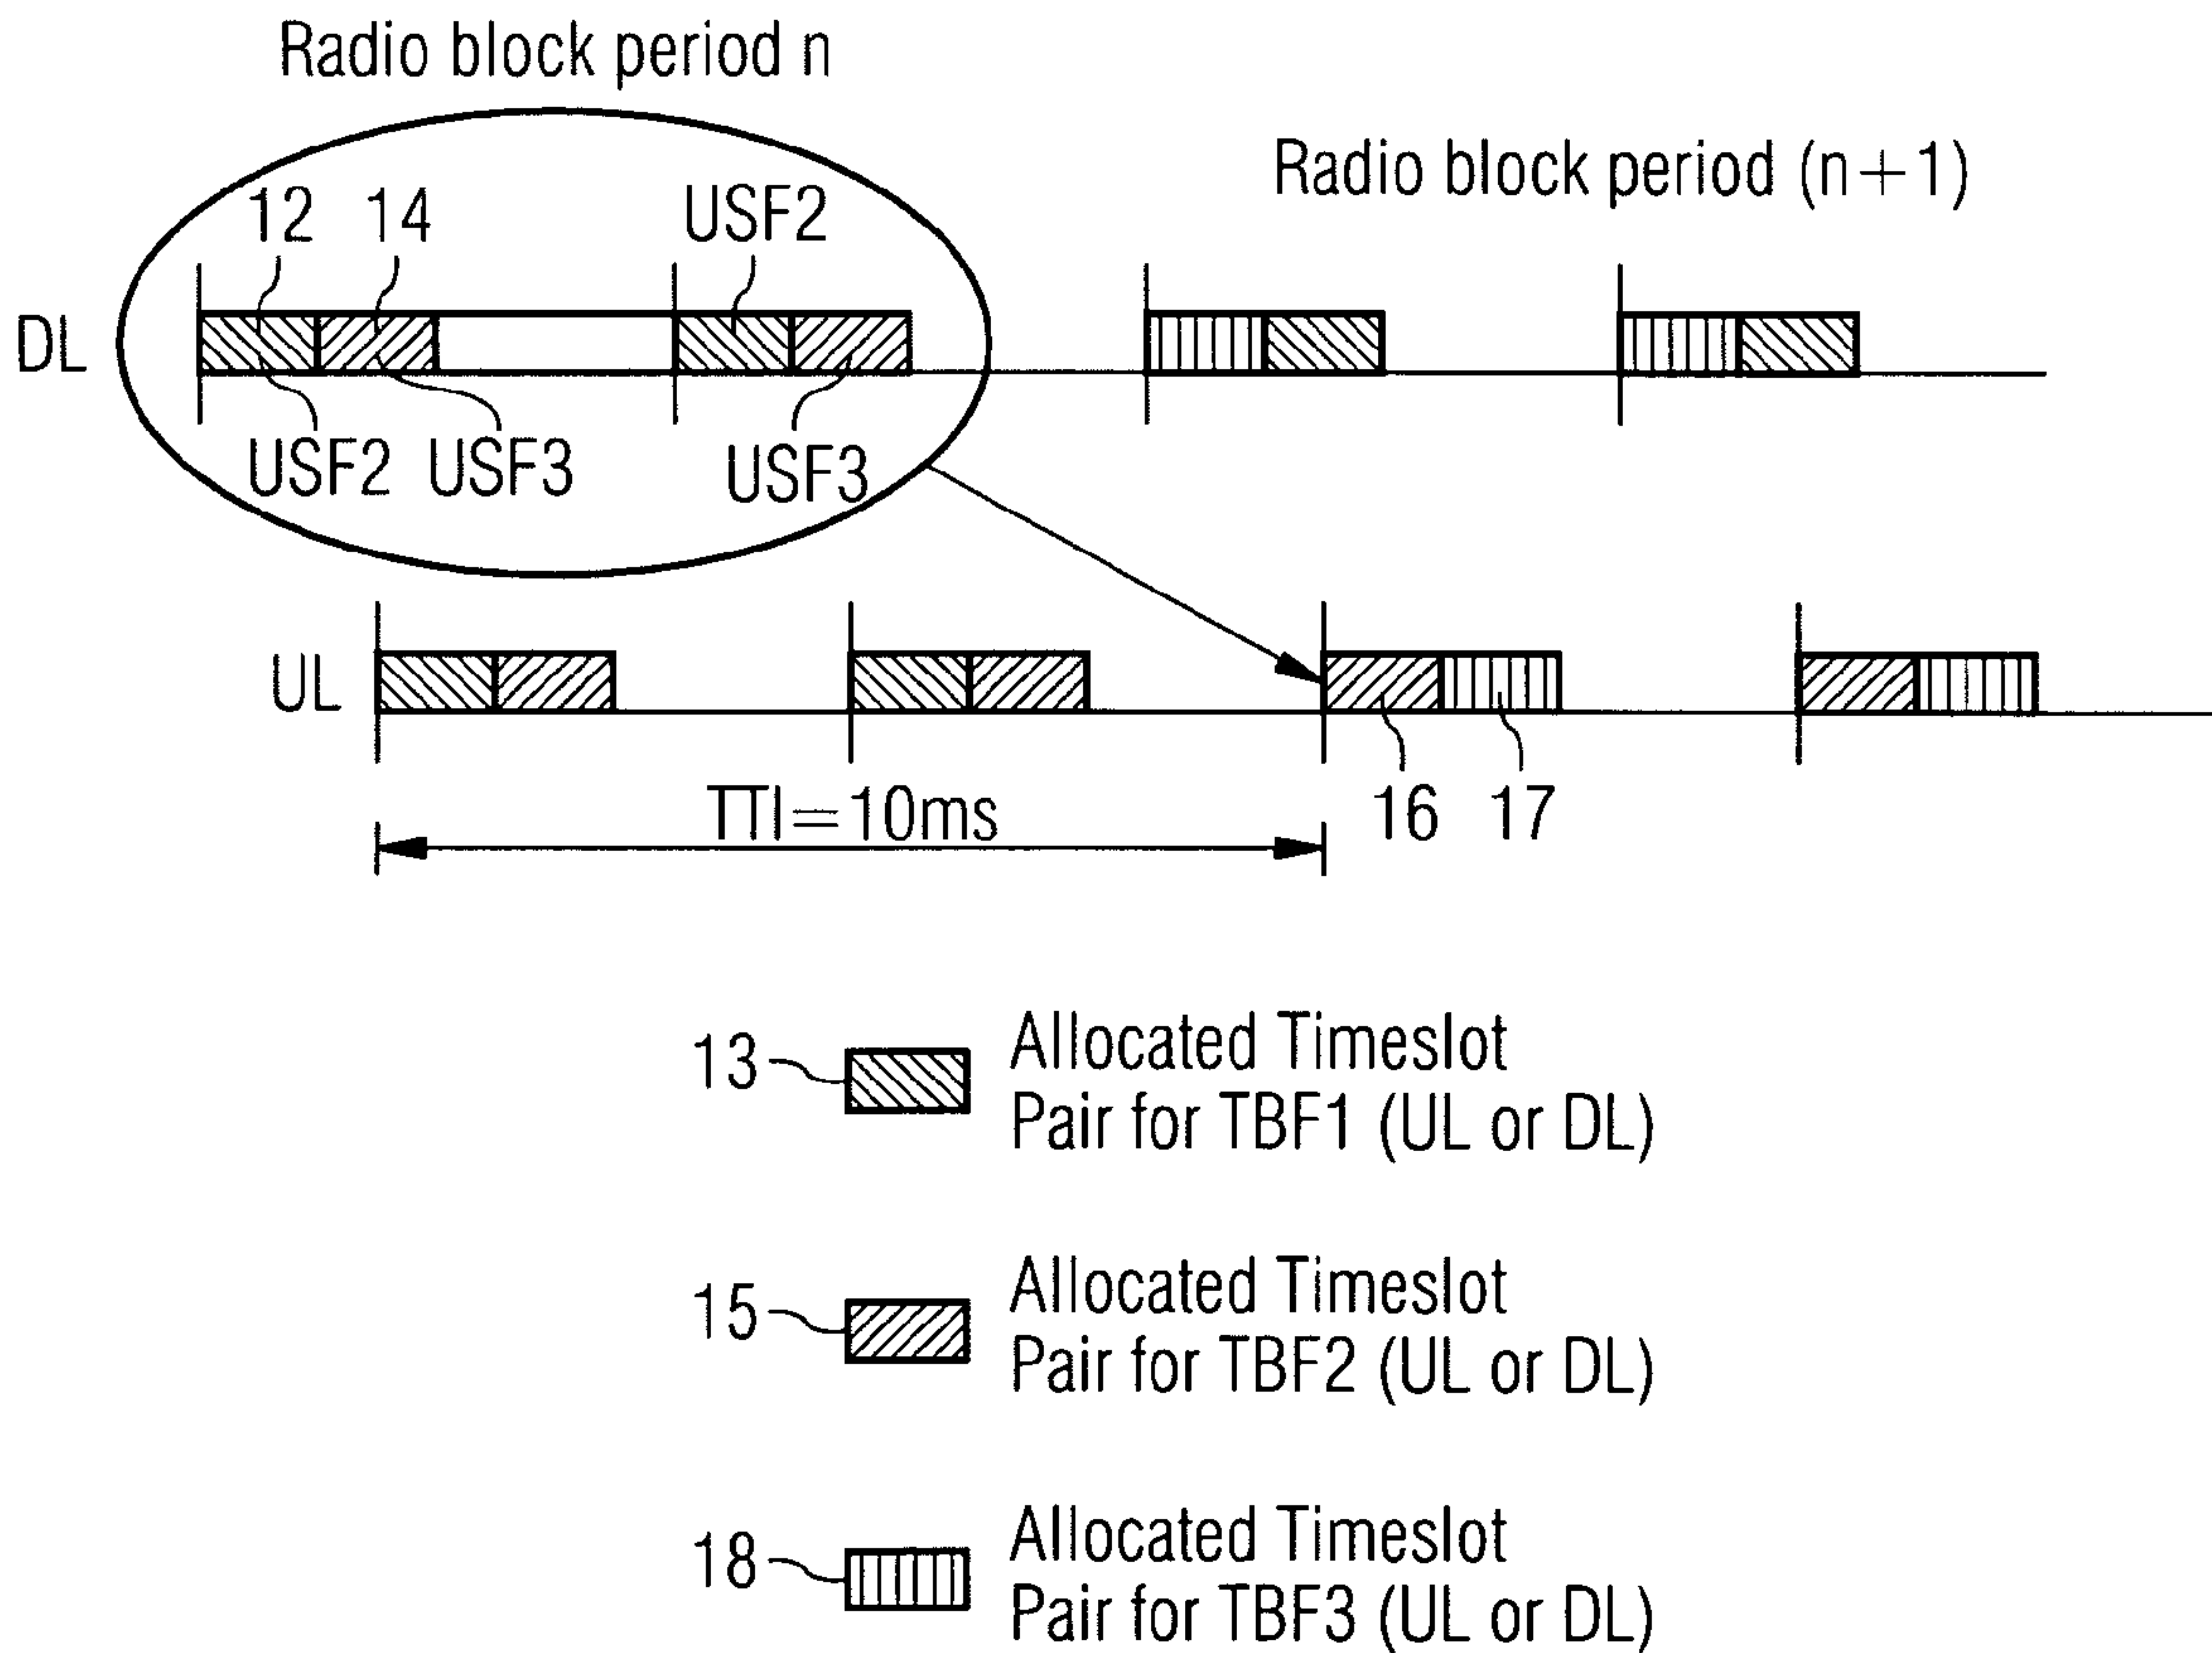 Radio block period n
Radio block period (n+1)
12 14 USF2
DL
USF2 USF3 USF3
UL
TTI=10ms
16 17
13 Allocated Timeslot
Pair for TBF1 (UL or DL)
15 Allocated Timeslot
Pair for TBF2 (UL or DL)
18 Allocated Timeslot
Pair for TBF3 (UL or DL)